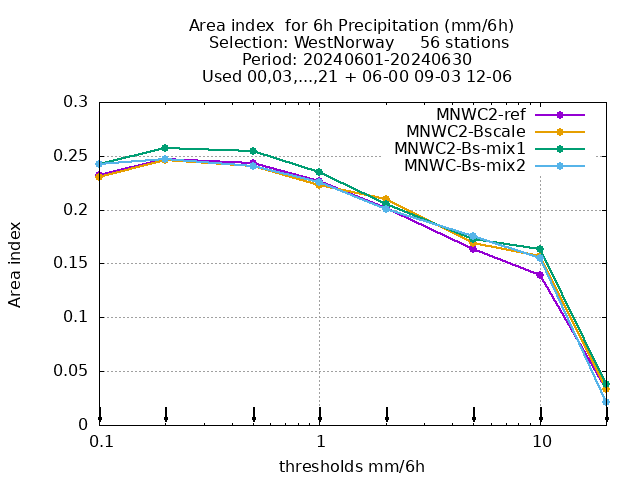 Area index  for 6h Precipitation (mm/6h)
Selection: WestNorway     56 stations
Period: 20240601-20240630
Used 00,03,...,21 + 06-00 09-03 12-06
MNWC2-ref
MNWC2-Bscale
MNWC2-Bs-mix1
MNWC-Bs-mix2
Area index
0.3
0.25
0.2
0.15
0.1
0.05
0
0.1 1 10
thresholds mm/6h